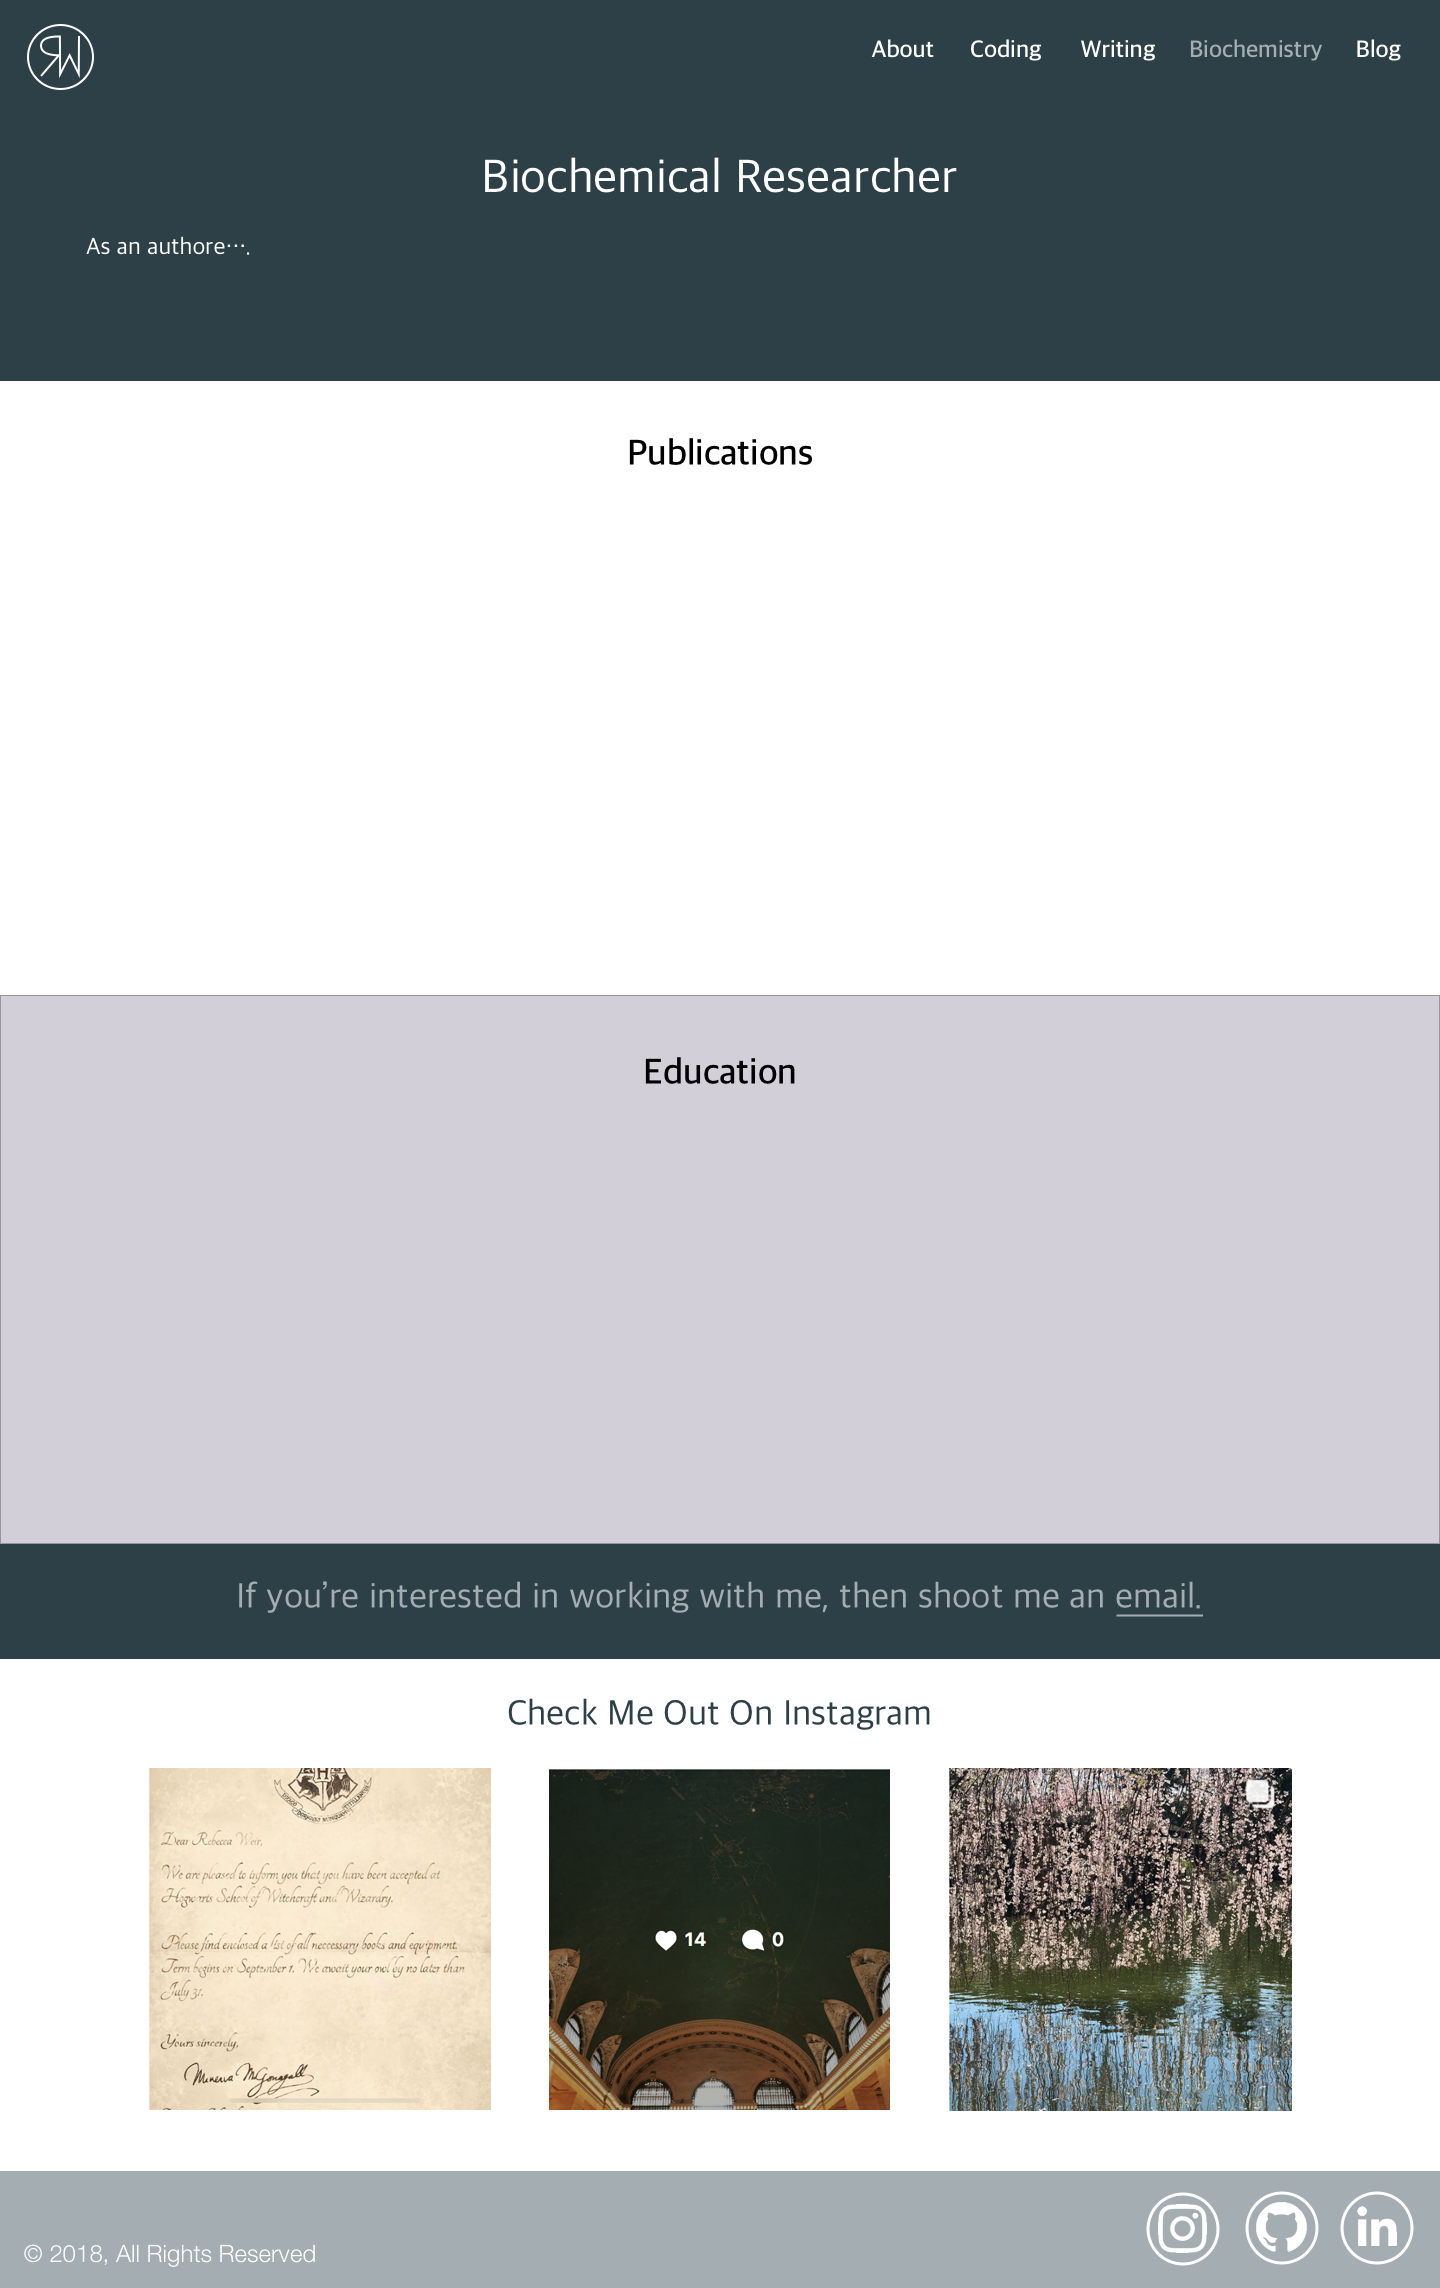 RW
About Coding Writing Biochemistry Blog
Biochemical Researcher
As an authore⋯.
Publications
Education
If you’re interested in working with me, then shoot me an email.
Check Me Out On Instagram
Dear Rebecca Weir,
We are pleased to inform you that you have been accepted at
Hogwarts School of Witchcraft and Wizardry.
Please find enclosed a list of all neccessary books and equipment.
Term begins on September 1. We await your owl by no later than
July 31.
Yours sincerely,
Minerva McGonagall
14 0
© 2018, All Rights Reserved
in